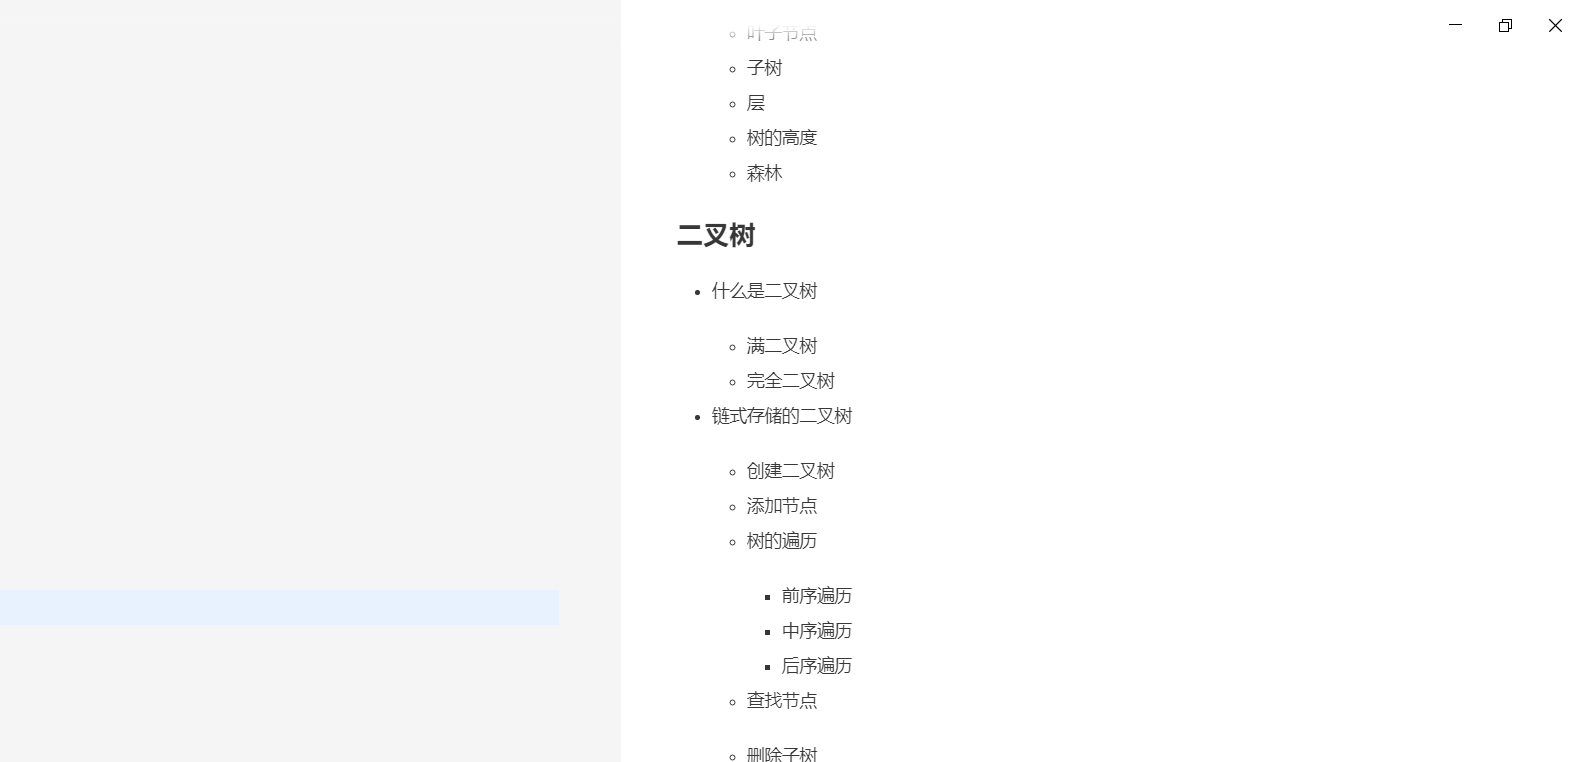 叶子节点
子树
层
树的高度
森林
二叉树
什么是二叉树
满二叉树
完全二叉树
链式存储的二叉树
创建二叉树
添加节点
树的遍历
前序遍历
中序遍历
后序遍历
查找节点
删除子树